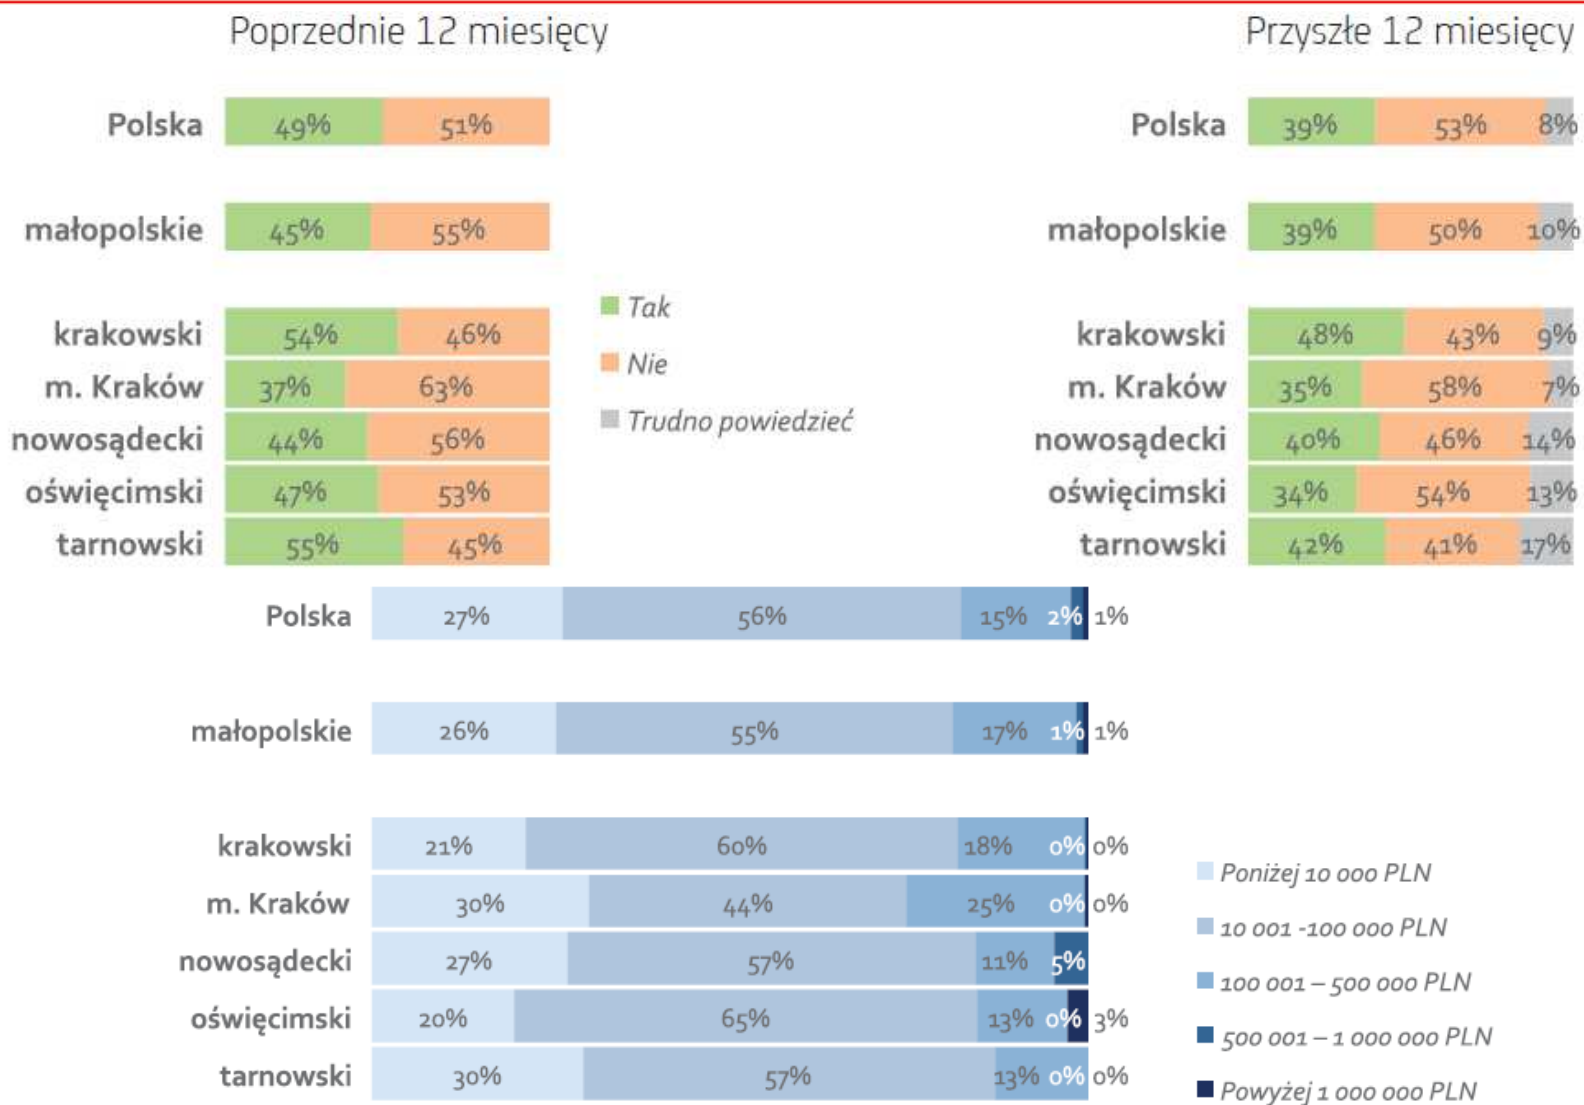 Poprzednie 12 miesięcy
Przyszłe 12 miesięcy
Polska 49% 51%
Polska 39% 53% 8%
małopolskie 45% 55%
małopolskie 39% 50% 10%
krakowski 54% 46%
m. Kraków 37% 63%
nowosądecki 44% 56%
oświęcimski 47% 53%
tarnowski 55% 45%
Tak
Nie
Trudno powiedzieć
krakowski 48% 43% 9%
m. Kraków 35% 58% 7%
nowosądecki 40% 46% 14%
oświęcimski 34% 54% 13%
tarnowski 42% 41% 17%
Polska 27% 56% 15% 2% 1%
małopolskie 26% 55% 17% 1% 1%
krakowski 21% 60% 18% 0% 0%
m. Kraków 30% 44% 25% 0% 0%
nowosądecki 27% 57% 11% 5%
oświęcimski 20% 65% 13% 0% 3%
tarnowski 30% 57% 13% 0% 0%
Poniżej 10 000 PLN
10 001 -100 000 PLN
100 001 – 500 000 PLN
500 001 – 1 000 000 PLN
Powyżej 1 000 000 PLN